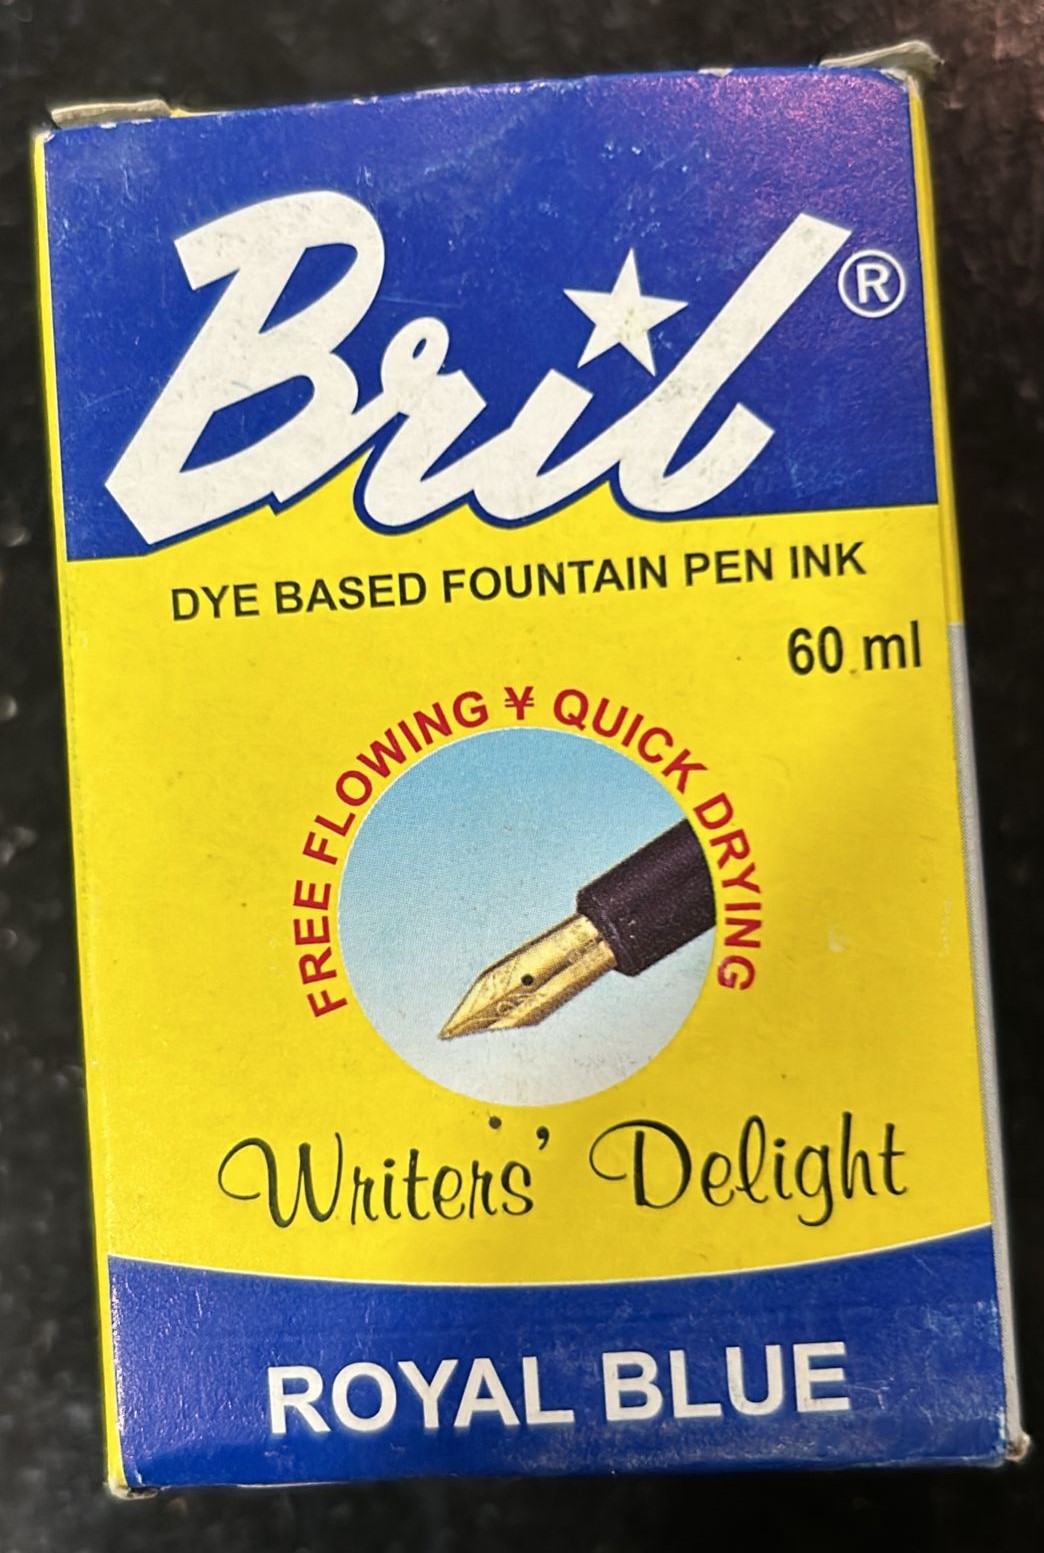 Bril ®
DYE BASED FOUNTAIN PEN INK
60 ml
FREE FLOWING ¥ QUICK DRYING
Writers' Delight
ROYAL BLUE